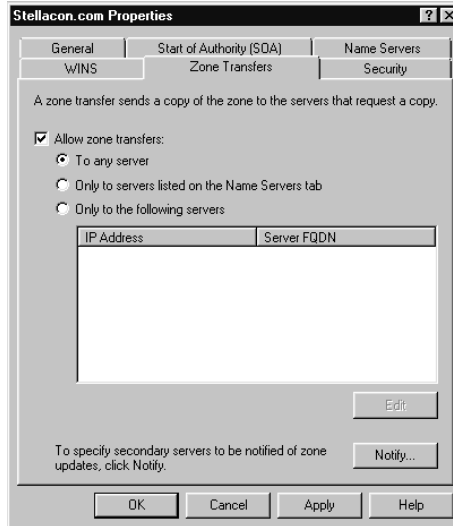 Stellacon.com Properties
General
Start of Authority (SOA)
Name Servers
WINS
Zone Transfers
Security
A zone transfer sends a copy of the zone to the servers that request a copy.
Allow zone transfers:
To any server
Only to servers listed on the Name Servers tab
Only to the following servers
IP Address
Server FQDN
Edit
To specify secondary servers to be notified of zone
updates, click Notify.
Notify...
OK
Cancel
Apply
Help